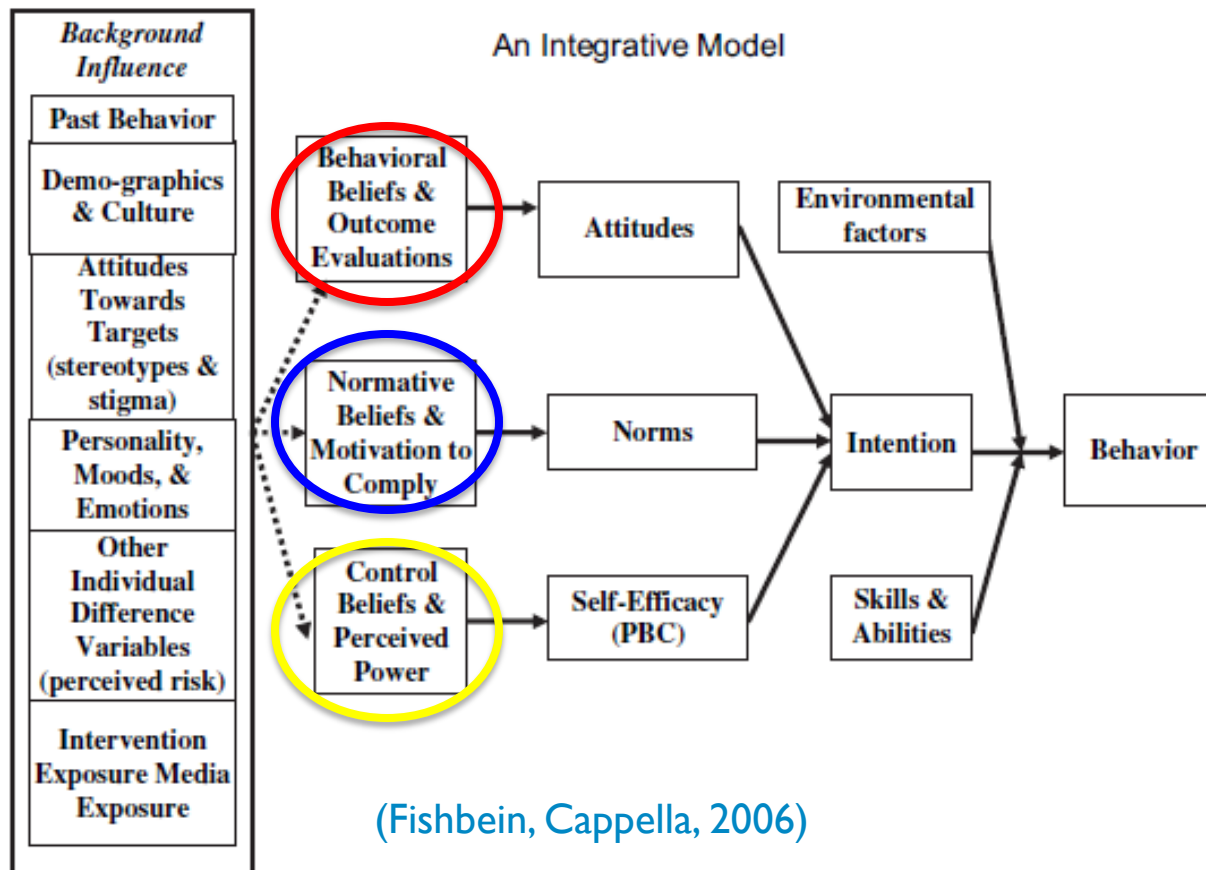 Background
Influence
Past Behavior
Demo-graphics
& Culture
Attitudes
Towards
Targets
(stereotypes &
stigma)
Personality,
Moods, &
Emotions
Other
Individual
Difference
Variables
(perceived risk)
Intervention
Exposure Media
Exposure
An Integrative Model
Behavioral
Beliefs &
Outcome
Evaluations
Attitudes
Environmental
factors
Normative
Beliefs &
Motivation to
Comply
Norms
Intention
Behavior
Control
Beliefs &
Perceived
Power
Self-Efficacy
(PBC)
Skills &
Abilities
(Fishbein, Cappella, 2006)